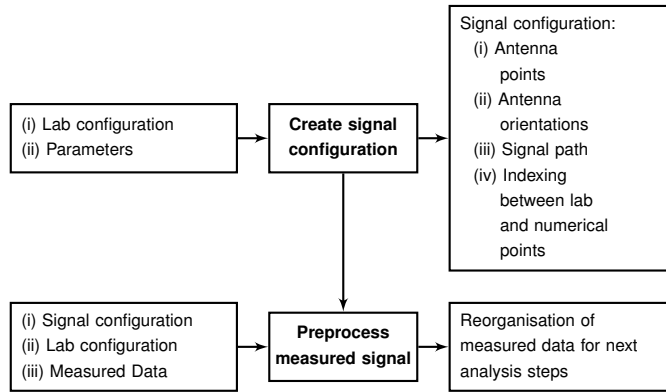 Signal configuration:
(i) Antenna
points
(ii) Antenna
orientations
(iii) Signal path
(iv) Indexing
between lab
and numerical
points
(i) Lab configuration
(ii) Parameters
Create signal
configuration
(i) Signal configuration
(ii) Lab configuration
(iii) Measured Data
Preprocess
measured signal
Reorganisation of
measured data for next
analysis steps